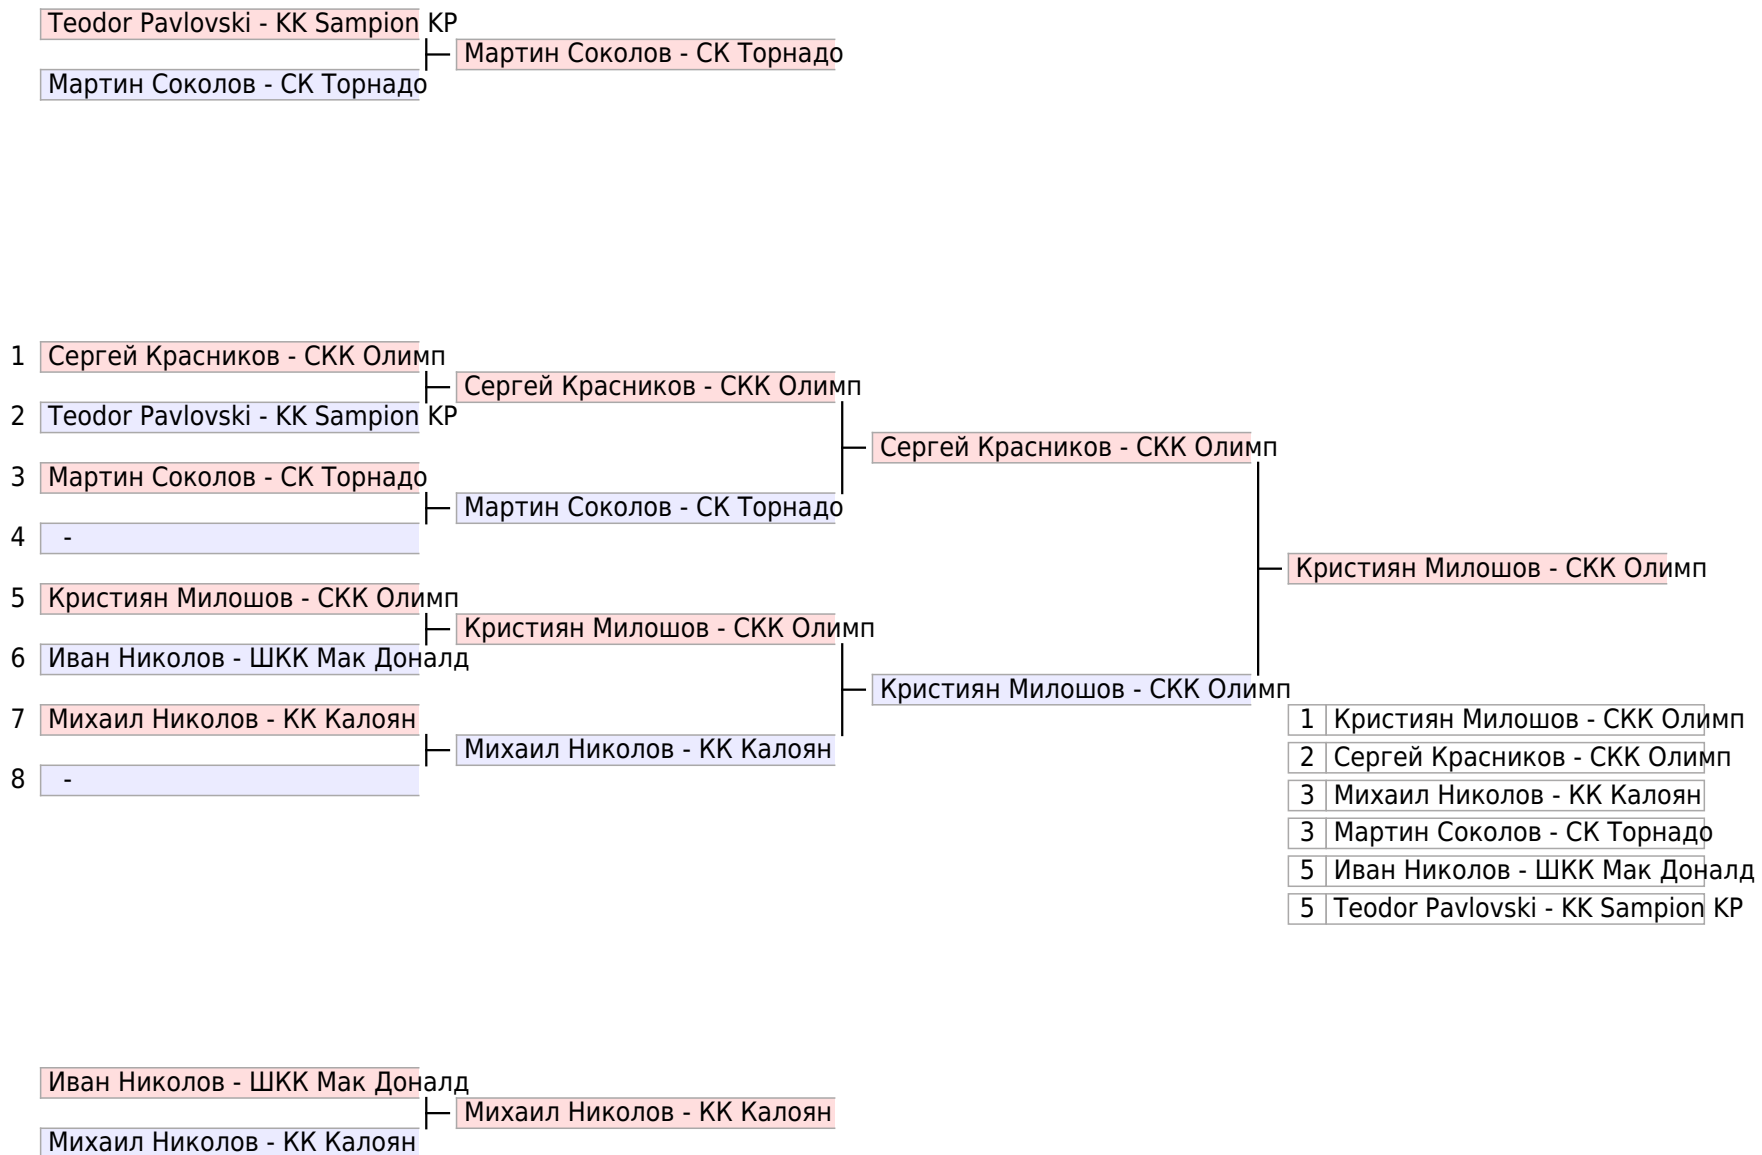 Teodor Pavlovski - KK Sampion KP
Мартин Соколов - СК Торнадо
Мартин Соколов - СК Торнадо
1 Сергей Красников - СКК Олимп
Сергей Красников - СКК Олимп
2 Teodor Pavlovski - KK Sampion KP
Сергей Красников - СКК Олимп
3 Мартин Соколов - СК Торнадо
Мартин Соколов - СК Торнадо
4 -
Кристиян Милошов - СКК Олимп
5 Кристиян Милошов - СКК Олимп
Кристиян Милошов - СКК Олимп
6 Иван Николов - ШКК Мак Доналд
Кристиян Милошов - СКК Олимп
7 Михаил Николов - КК Калоян
Михаил Николов - КК Калоян
8 -
1 Кристиян Милошов - СКК Олимп
2 Сергей Красников - СКК Олимп
3 Михаил Николов - КК Калоян
3 Мартин Соколов - СК Торнадо
5 Иван Николов - ШКК Мак Доналд
5 Teodor Pavlovski - KK Sampion KP
Иван Николов - ШКК Мак Доналд
Михаил Николов - КК Калоян
Михаил Николов - КК Калоян